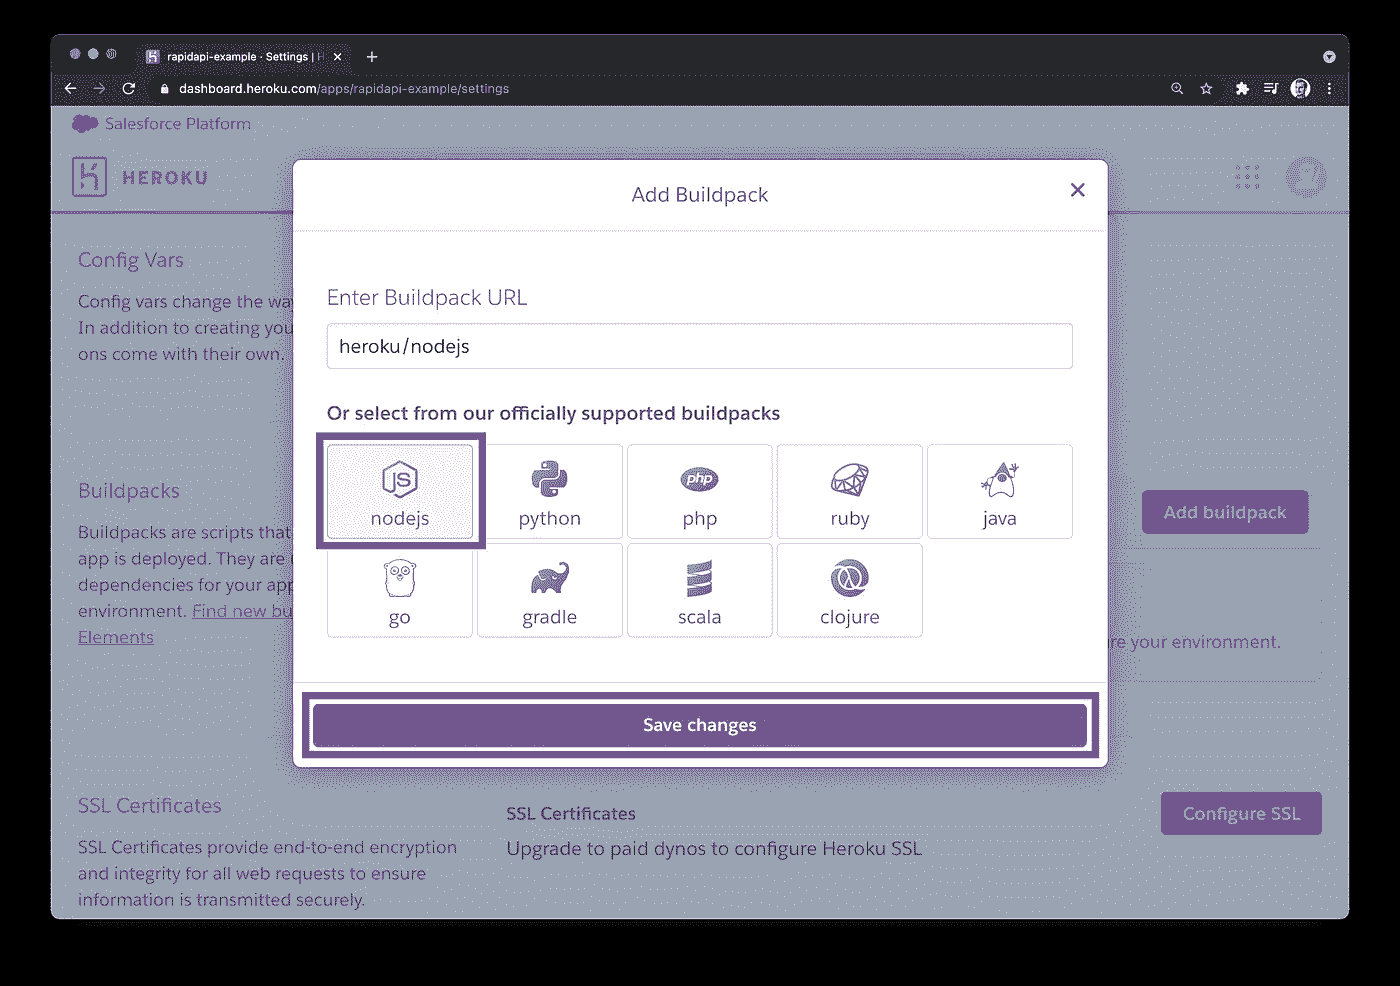 rapidapi-example · Settings | H
dashboard.heroku.com/apps/rapidapi-example/settings
Salesforce Platform
HEROKU
Add Buildpack
Config Vars
Config vars change the way
In addition to creating you
ons come with their own.
Enter Buildpack URL
heroku/nodejs
Or select from our officially supported buildpacks
JS
nodejs
python
php
php
ruby
java
go
gradle
scala
clojure
Buildpacks
Buildpacks are scripts that
app is deployed. They are
dependencies for your app
environment. Find new bu
Elements
Add buildpack
re your environment.
Save changes
SSL Certificates
SSL Certificates provide end-to-end encryption
and integrity for all web requests to ensure
information is transmitted securely.
SSL Certificates
Upgrade to paid dynos to configure Heroku SSL
Configure SSL